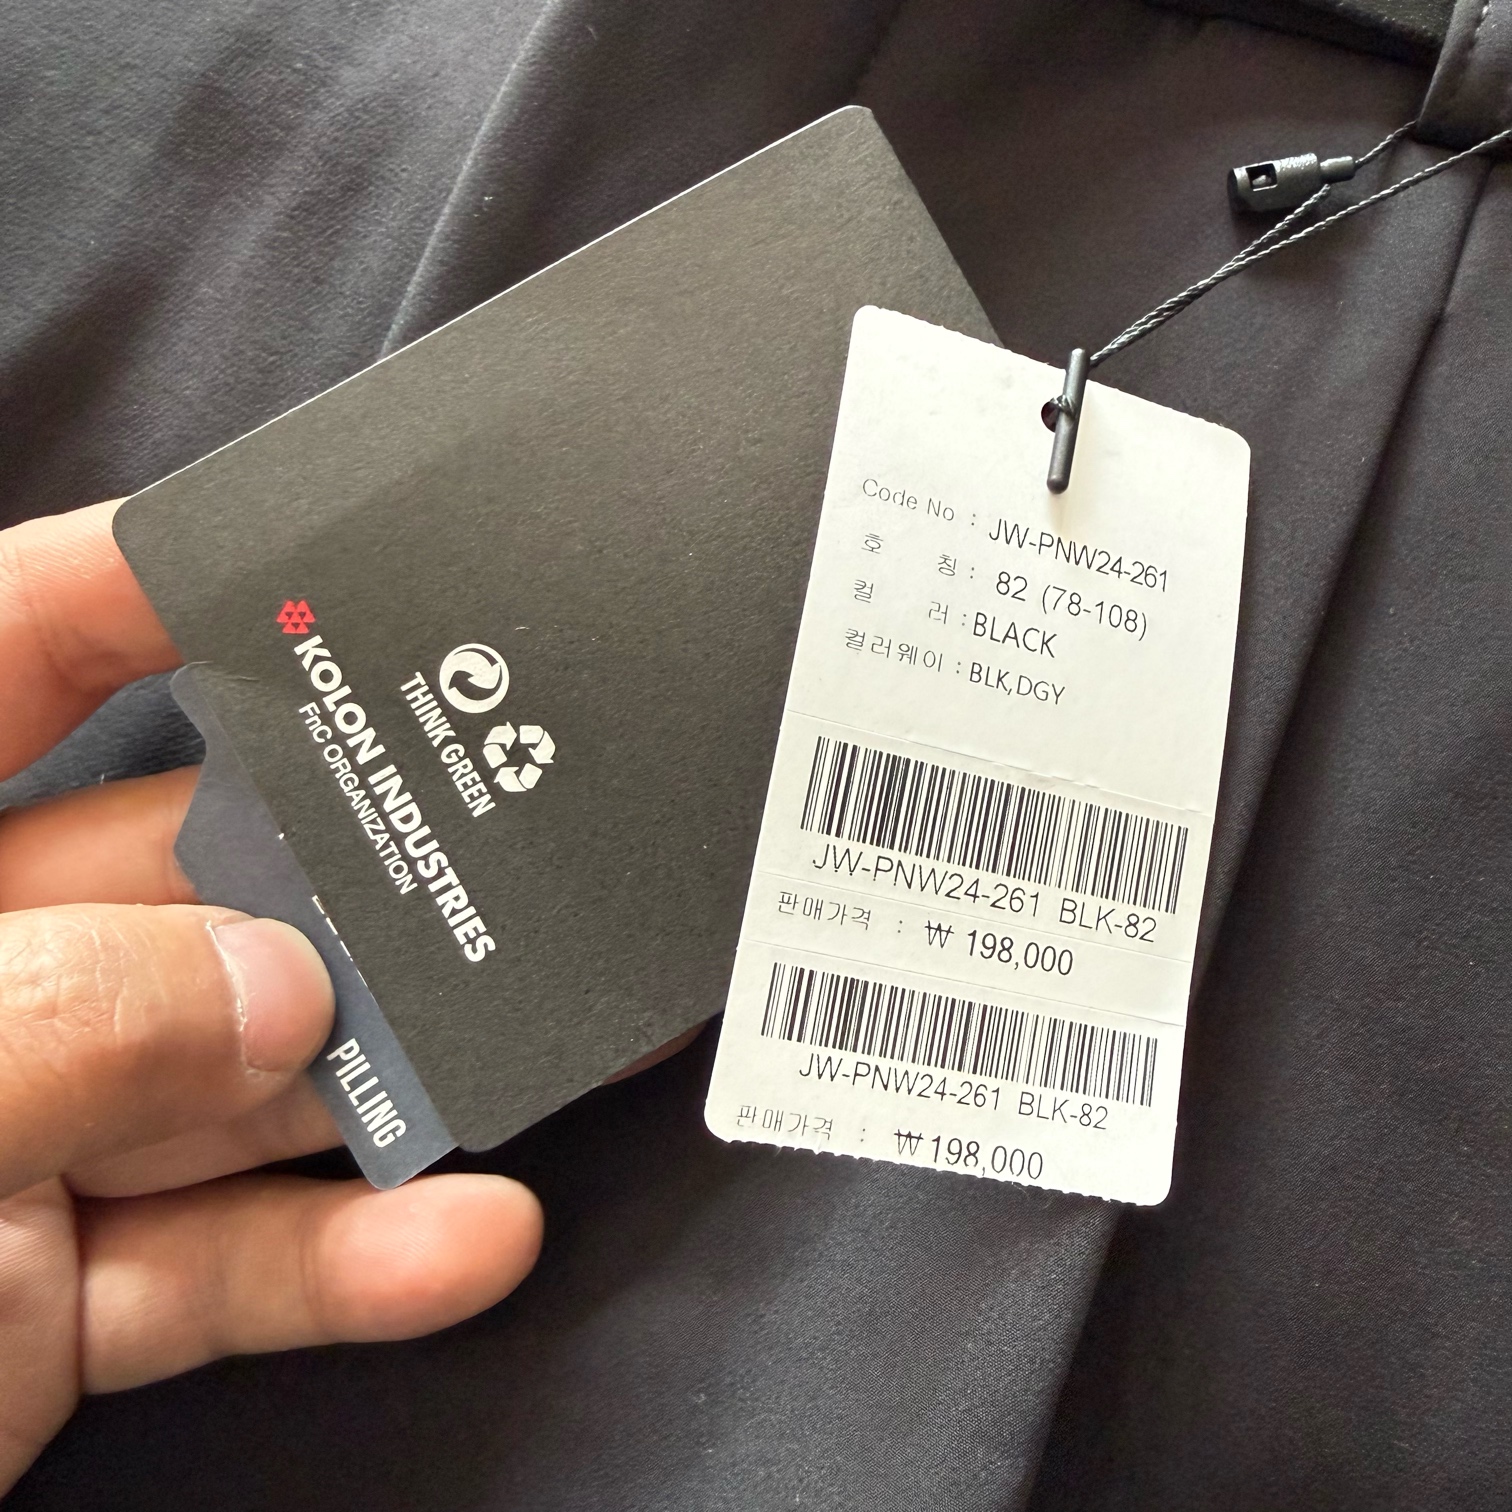 KOLON INDUSTRIES
FnC ORGANIZATION
THINK GREEN
PILLING
Code No : JW-PNW24-261
호 칭 : 82 (78-108)
컬 러 : BLACK
컬러웨이 : BLK,DGY
JW-PNW24-261 BLK-82
판매가격 : ₩ 198,000
JW-PNW24-261 BLK-82
판매가격 : ₩ 198,000